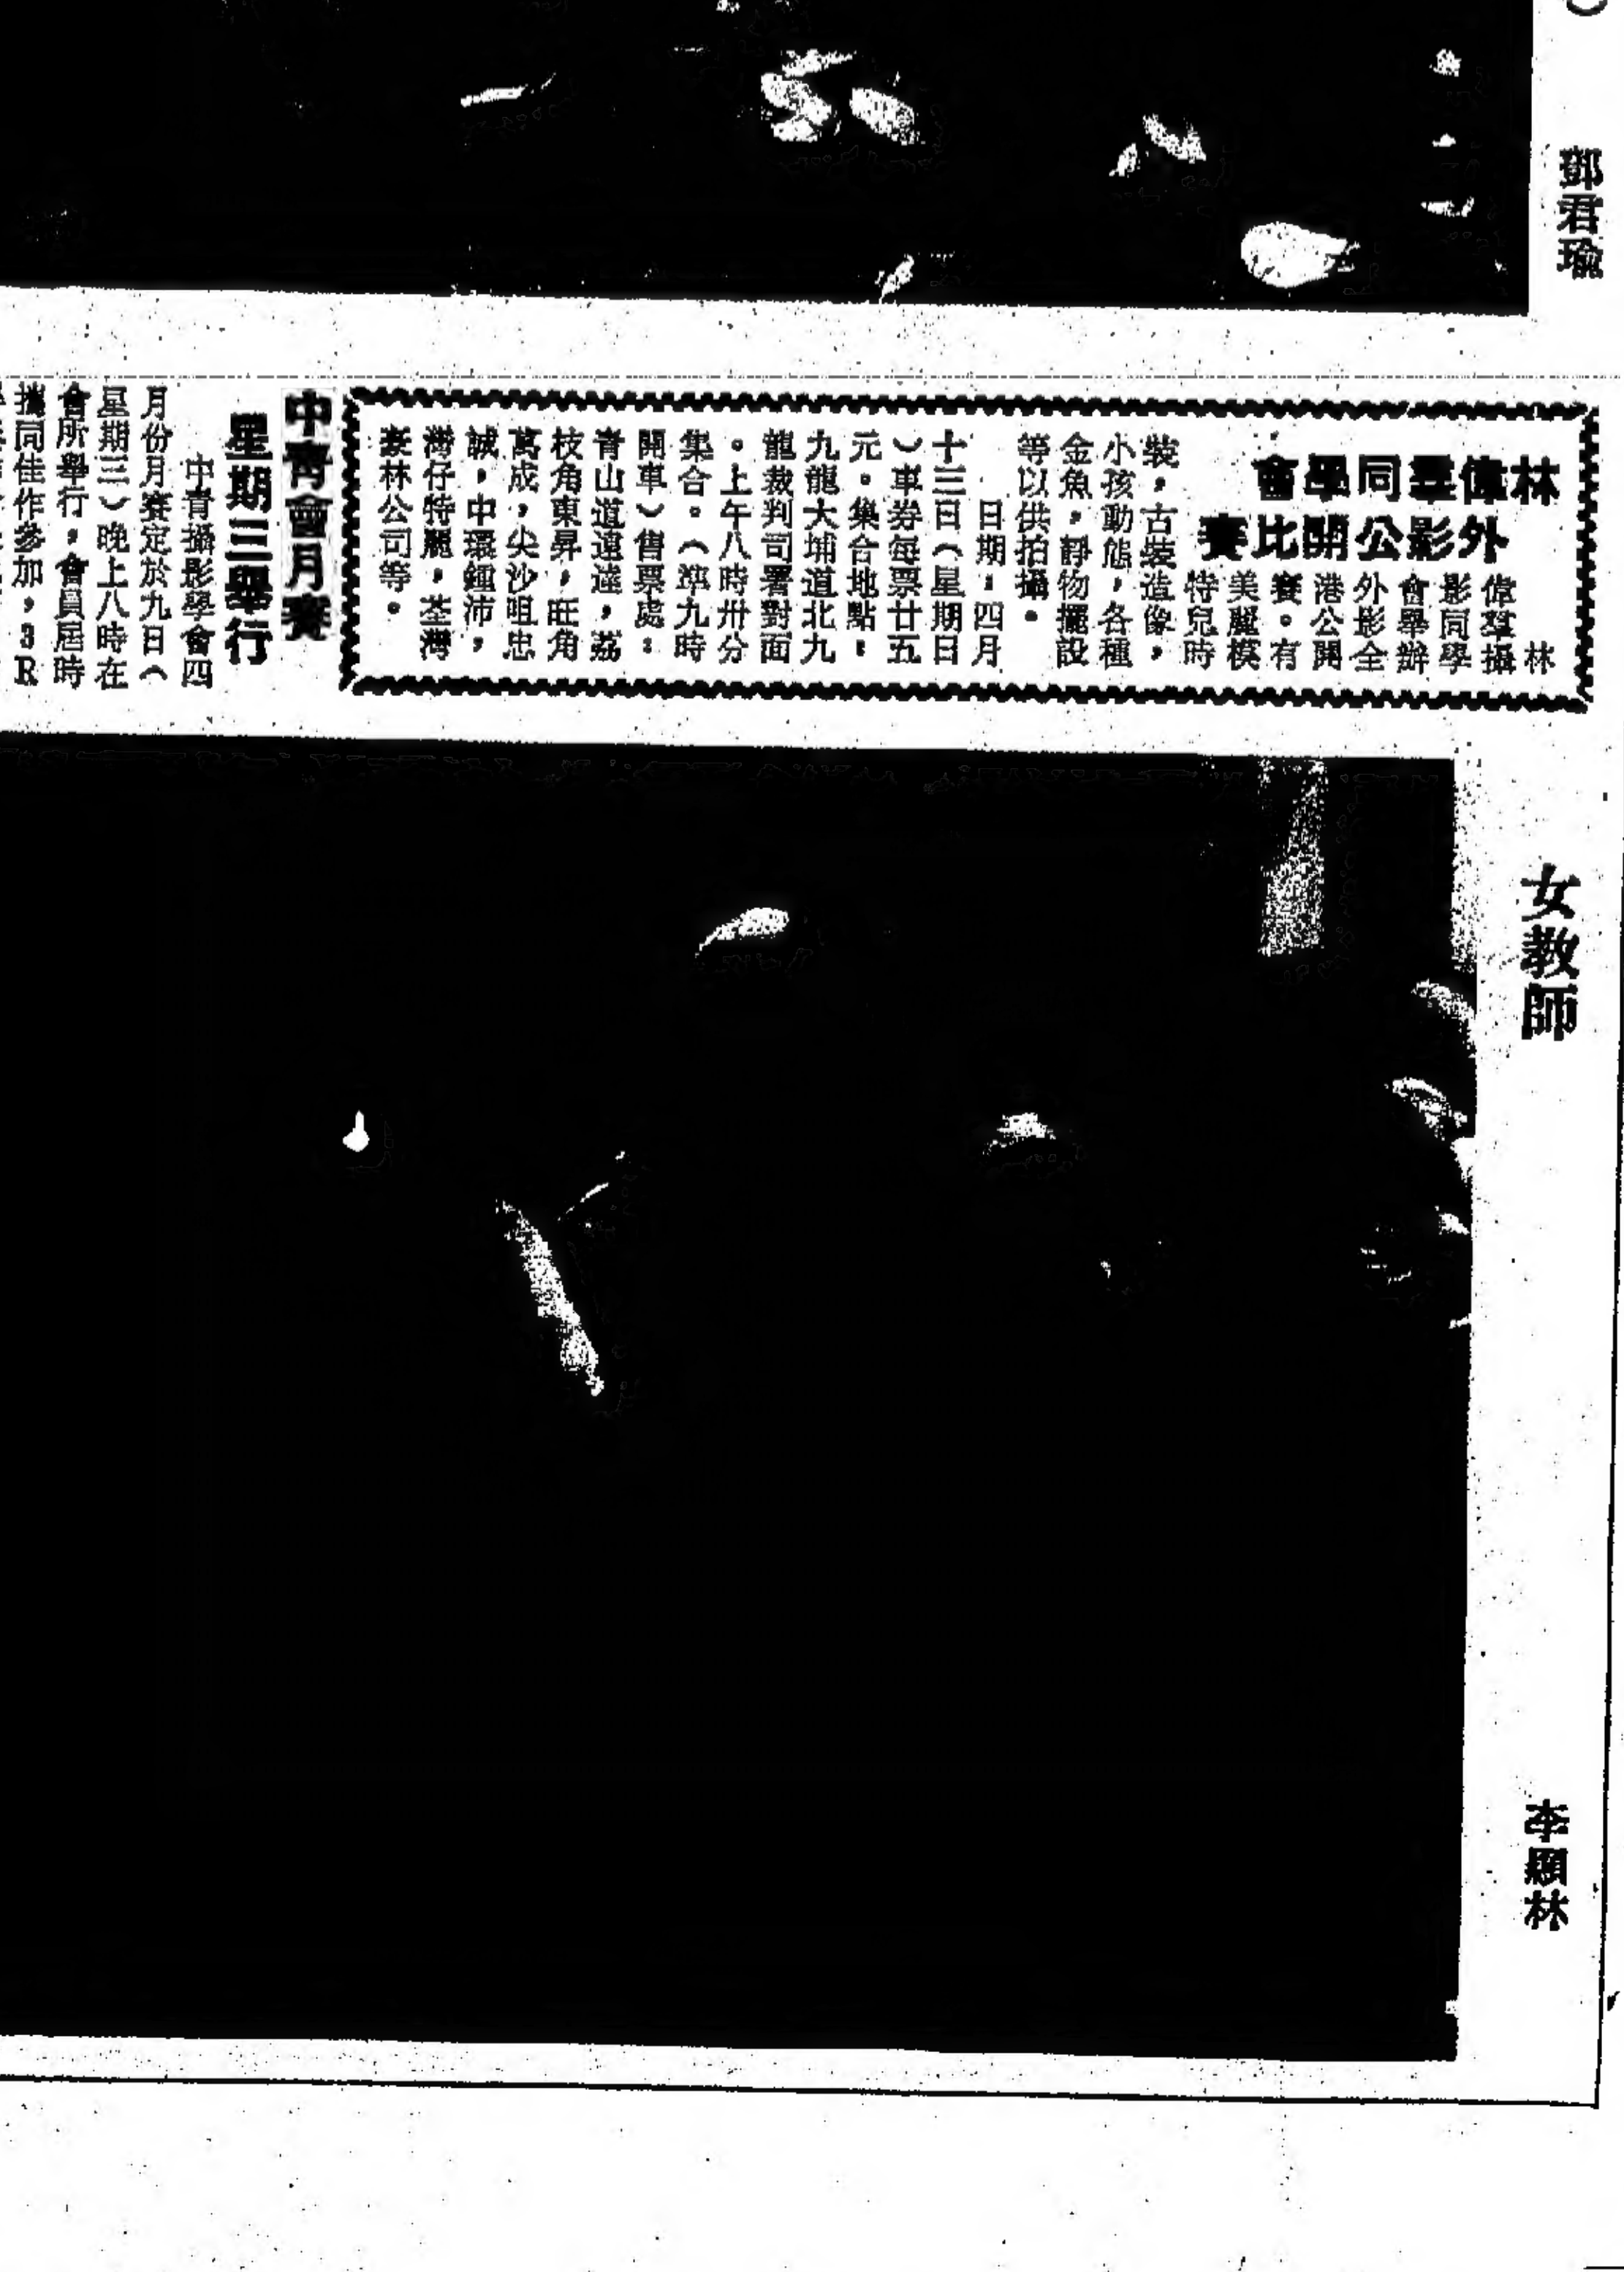 鄧君瑜
林偉羣同學會
外影公開比賽
林
偉羣攝
影同學
會舉辦
外影全
港公開
賽。有
美麗模
特兒時
裝,古裝造像,
小孩動態,各種
金魚,靜物擺設
等以供拍攝。
日期:四月
十三日(星期日
)車券每票廿五
元。集合地點:
九龍大埔道北九
龍裁判司署對面
。上午八時卅分
集合。(準九時
開車)售票處:
青山道遠達,荔
枝角東昇,旺角
萬成,尖沙咀忠
誠,中環鍾沛,
灣仔特麗,荃灣
豪林公司等。
中青會月賽
星期三舉行
中青攝影學會四
月份月賽定於九日(
星期三)晚上八時在
會所舉行,會員屆時
攜同佳作參加,3R
女教師
李顯林